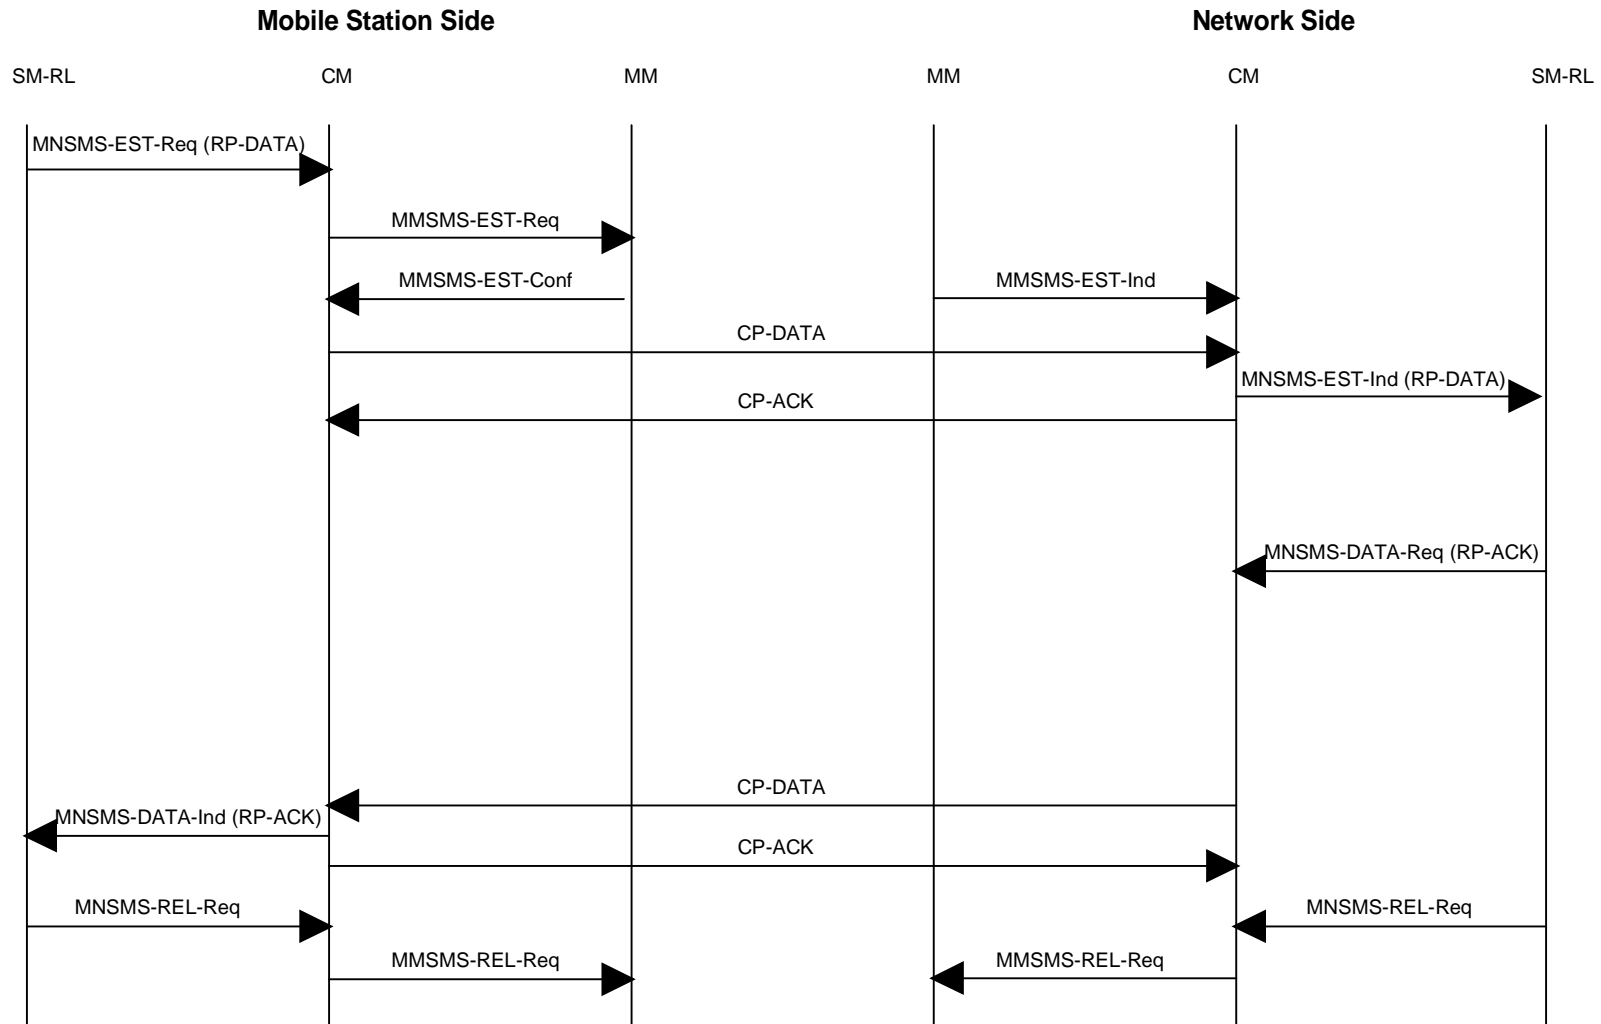 Mobile Station Side
Network Side
SM-RL
CM
MM
MM
CM
SM-RL
MNSMS-EST-Req (RP-DATA)
MMSMS-EST-Req
MMSMS-EST-Conf
MMSMS-EST-Ind
CP-DATA
MNSMS-EST-Ind (RP-DATA)
CP-ACK
MNSMS-DATA-Req (RP-ACK)
CP-DATA
MNSMS-DATA-Ind (RP-ACK)
CP-ACK
MNSMS-REL-Req
MNSMS-REL-Req
MMSMS-REL-Req
MMSMS-REL-Req